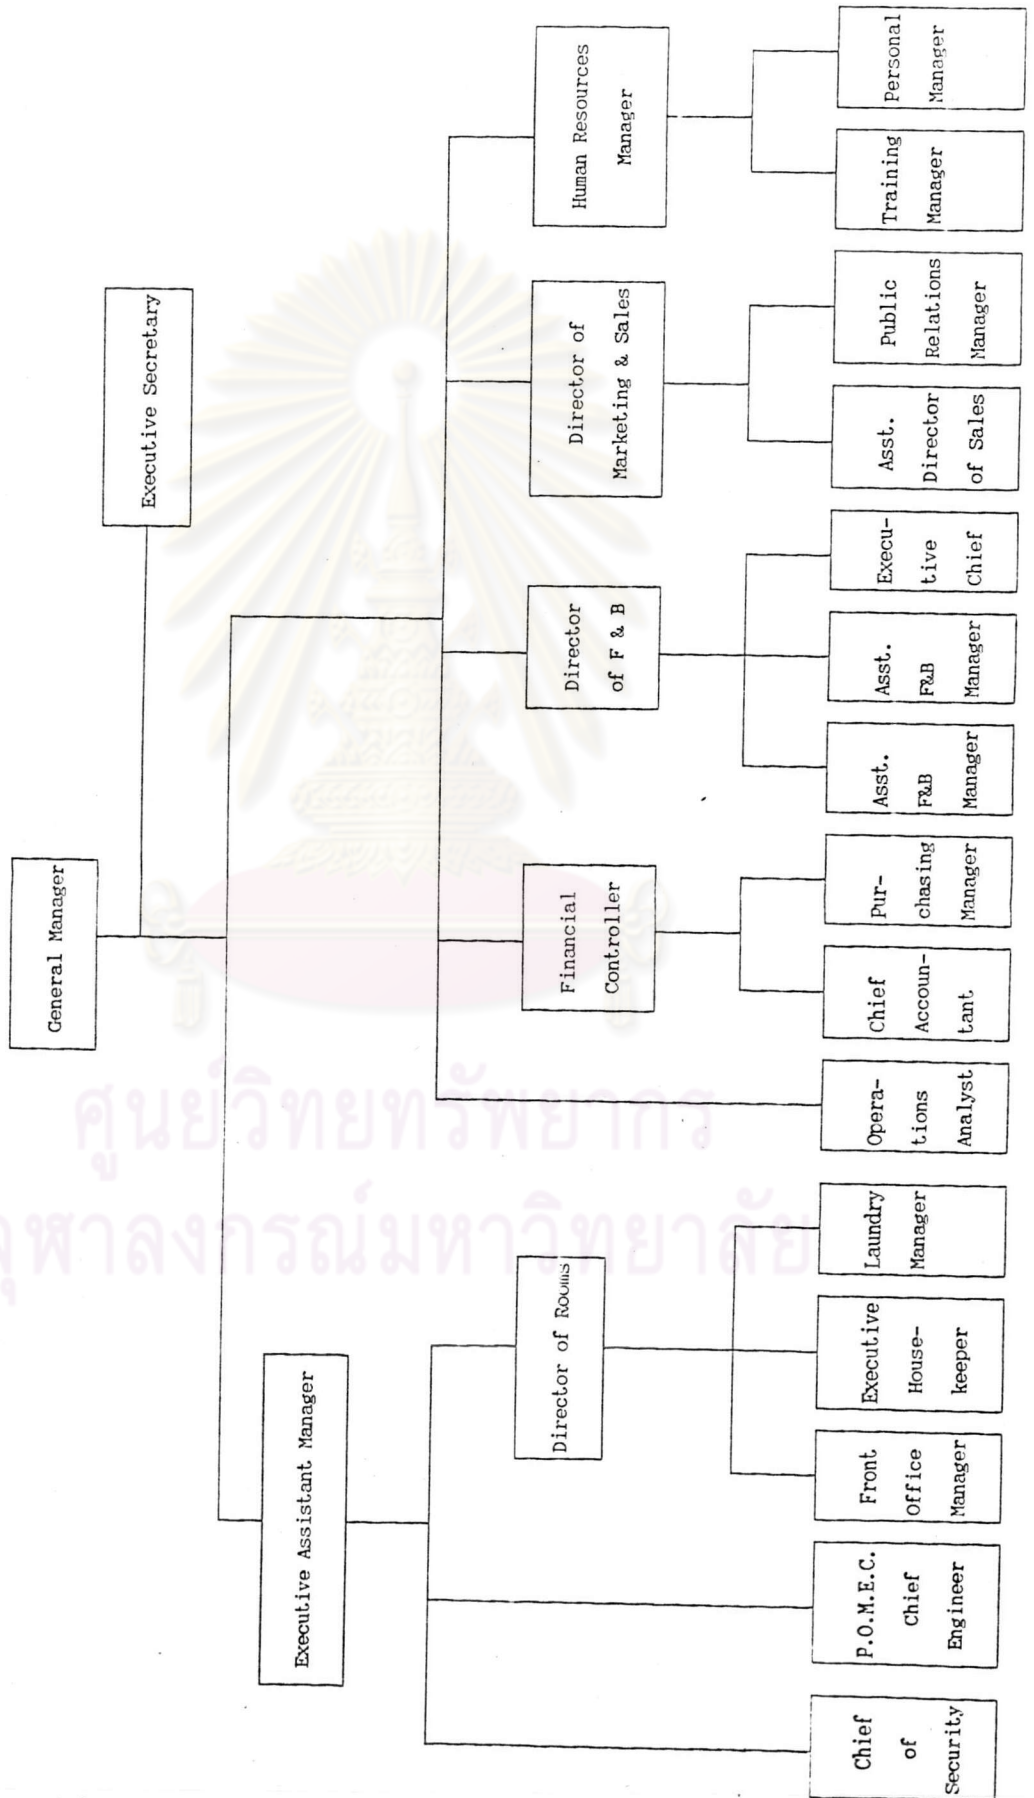 General Manager
Executive Secretary
Executive Assistant Manager
Director of Rooms
Financial
Controller
Director
of F & B
Director of
Marketing & Sales
Human Resources
Manager
Chief
of
Security
P.O.M.E.C.
Chief
Engineer
Front
Office
Manager
Executive
House-
keeper
Laundry
Manager
Opera-
tions
Analyst
Chief
Accoun-
tant
Pur-
chasing
Manager
Asst.
F&B
Manager
Asst.
F&B
Manager
Execu-
tive
Chief
Asst.
Director
of Sales
Public
Relations
Manager
Training
Manager
Personal
Manager
ศูนย์วิทยทรัพยากร
จุฬาลงกรณ์มหาวิทยาลัย